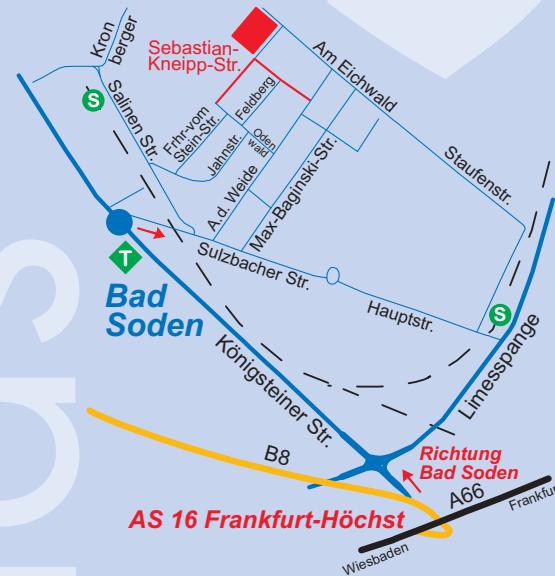 Kron
berger
Sebastian-
Kneipp-Str.
Am Eichwald
S
Salinen Str.
Feldberg
Frhr-vom
Stein-Str.
Jahnstr.
Oden
wald
Staufenstr.
A.d. Weide
Max-Baginski-Str.
T
Sulzbacher Str.
Bad
Soden
Hauptstr.
S
Königsteiner Str.
Limesspange
B8
Richtung
Bad Soden
A66
Frankfurt
AS 16 Frankfurt-Höchst
Wiesbaden